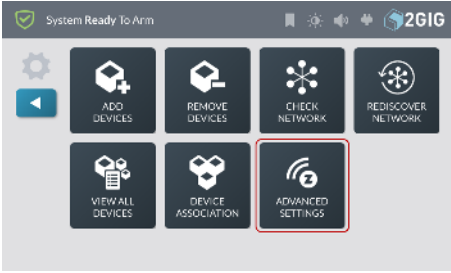 System Ready To Arm
2GIG
ADD
DEVICES
REMOVE
DEVICES
CHECK
NETWORK
REDISCOVER
NETWORK
VIEW ALL
DEVICES
DEVICE
ASSOCIATION
Z
ADVANCED
SETTINGS